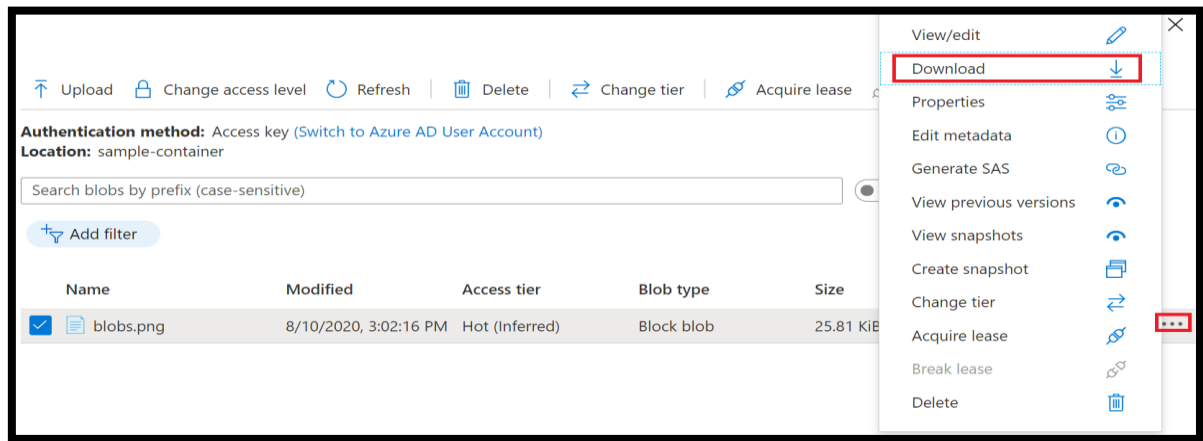 Upload Change access level Refresh Delete Change tier Acquire lease
Authentication method: Access key (Switch to Azure AD User Account)
Location: sample-container
Search blobs by prefix (case-sensitive)
Add filter
Name Modified Access tier Blob type Size
blobs.png 8/10/2020, 3:02:16 PM Hot (Inferred) Block blob 25.81 KiB
View/edit
Download
Properties
Edit metadata
Generate SAS
View previous versions
View snapshots
Create snapshot
Change tier
Acquire lease
Break lease
Delete